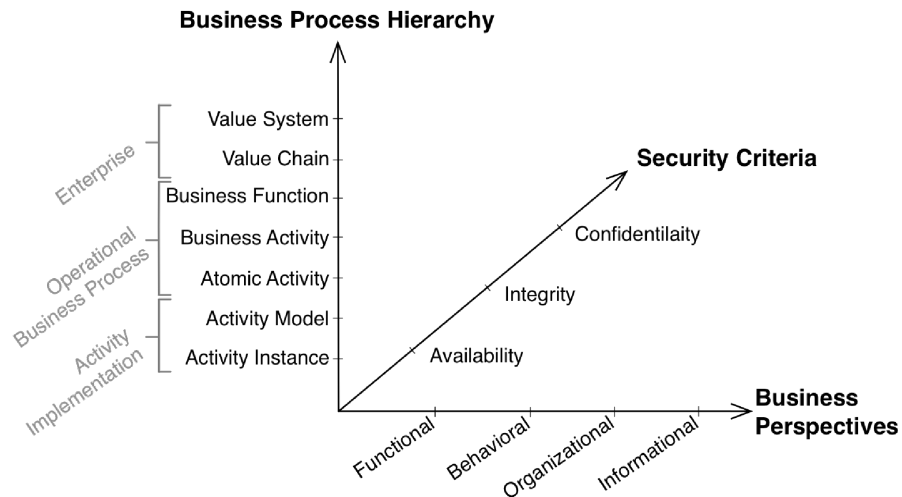 Business Process Hierarchy
Value System
Value Chain
Business Function
Business Activity
Atomic Activity
Activity Model
Activity Instance
Enterprise
Operational
Business Process
Activity
Implementation
Security Criteria
Confidentilaity
Integrity
Availability
Business
Perspectives
Functional
Behavioral
Organizational
Informational